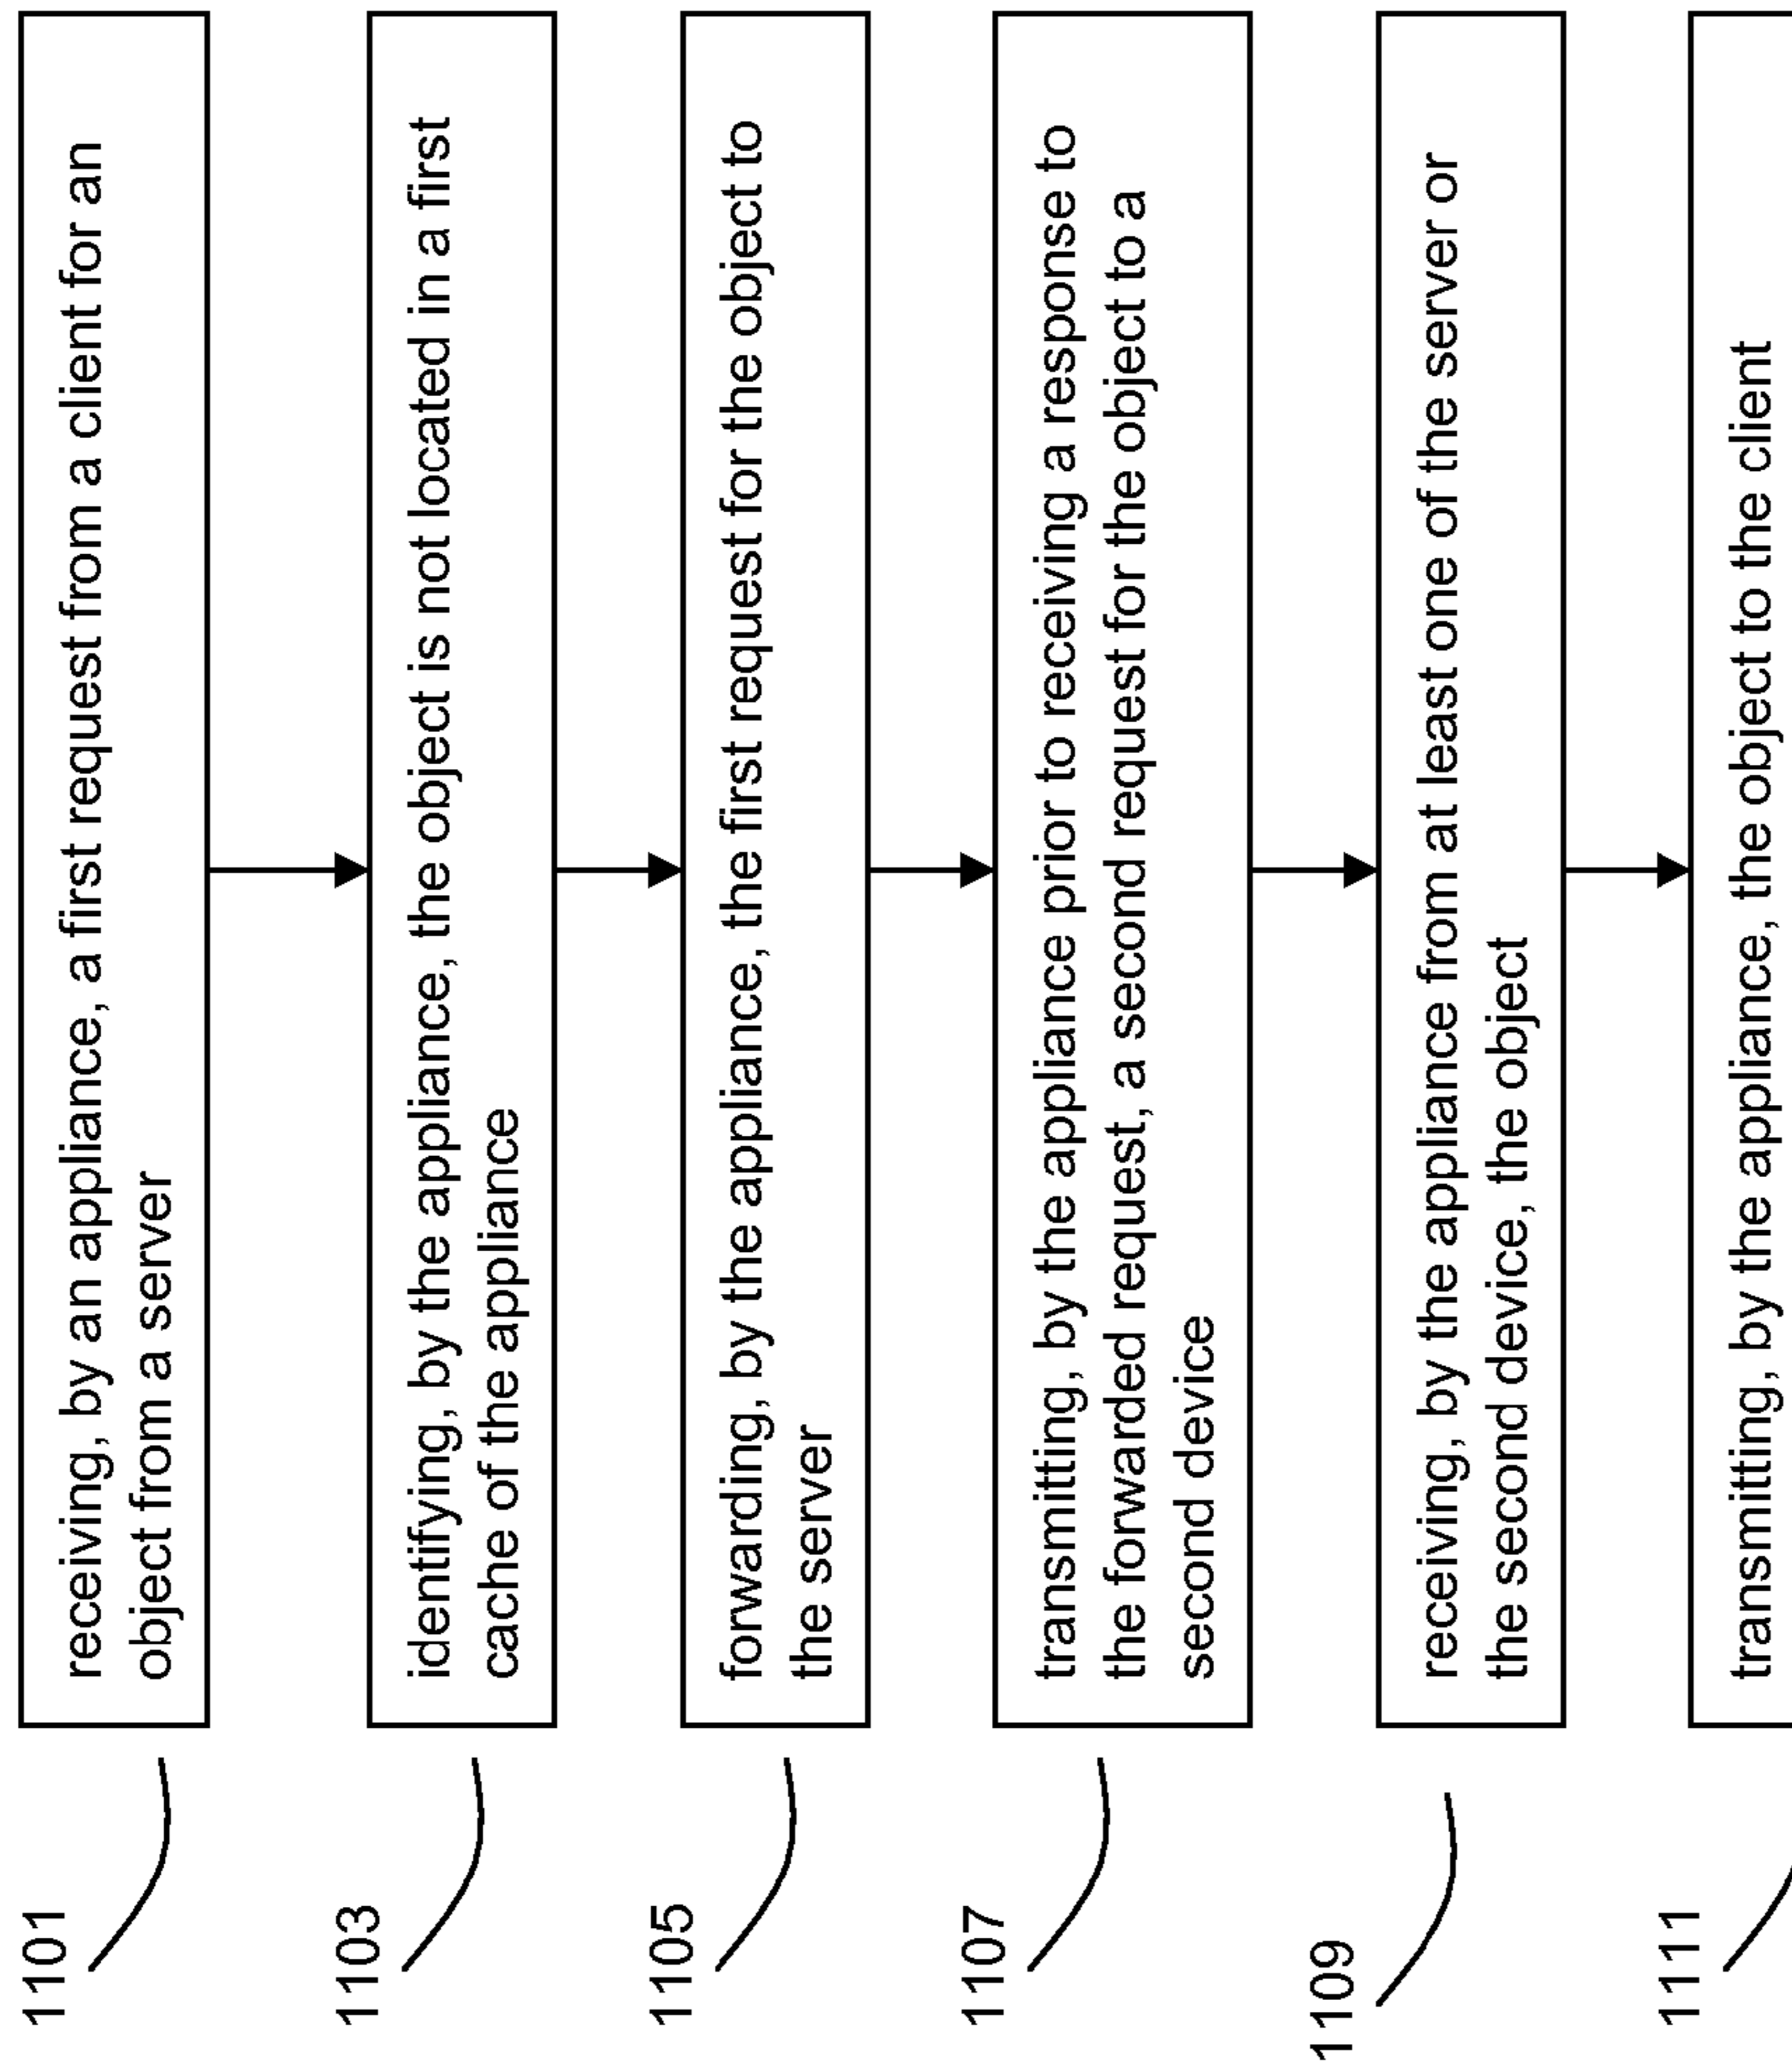 1101
receiving, by an appliance, a first request from a client for an
object from a server
1103
identifying, by the appliance, the object is not located in a first
cache of the appliance
1105
forwarding, by the appliance, the first request for the object to
the server
1107
transmitting, by the appliance prior to receiving a response to
the forwarded request, a second request for the object to a
second device
1109
receiving, by the appliance from at least one of the server or
the second device, the object
1111
transmitting, by the appliance, the object to the client